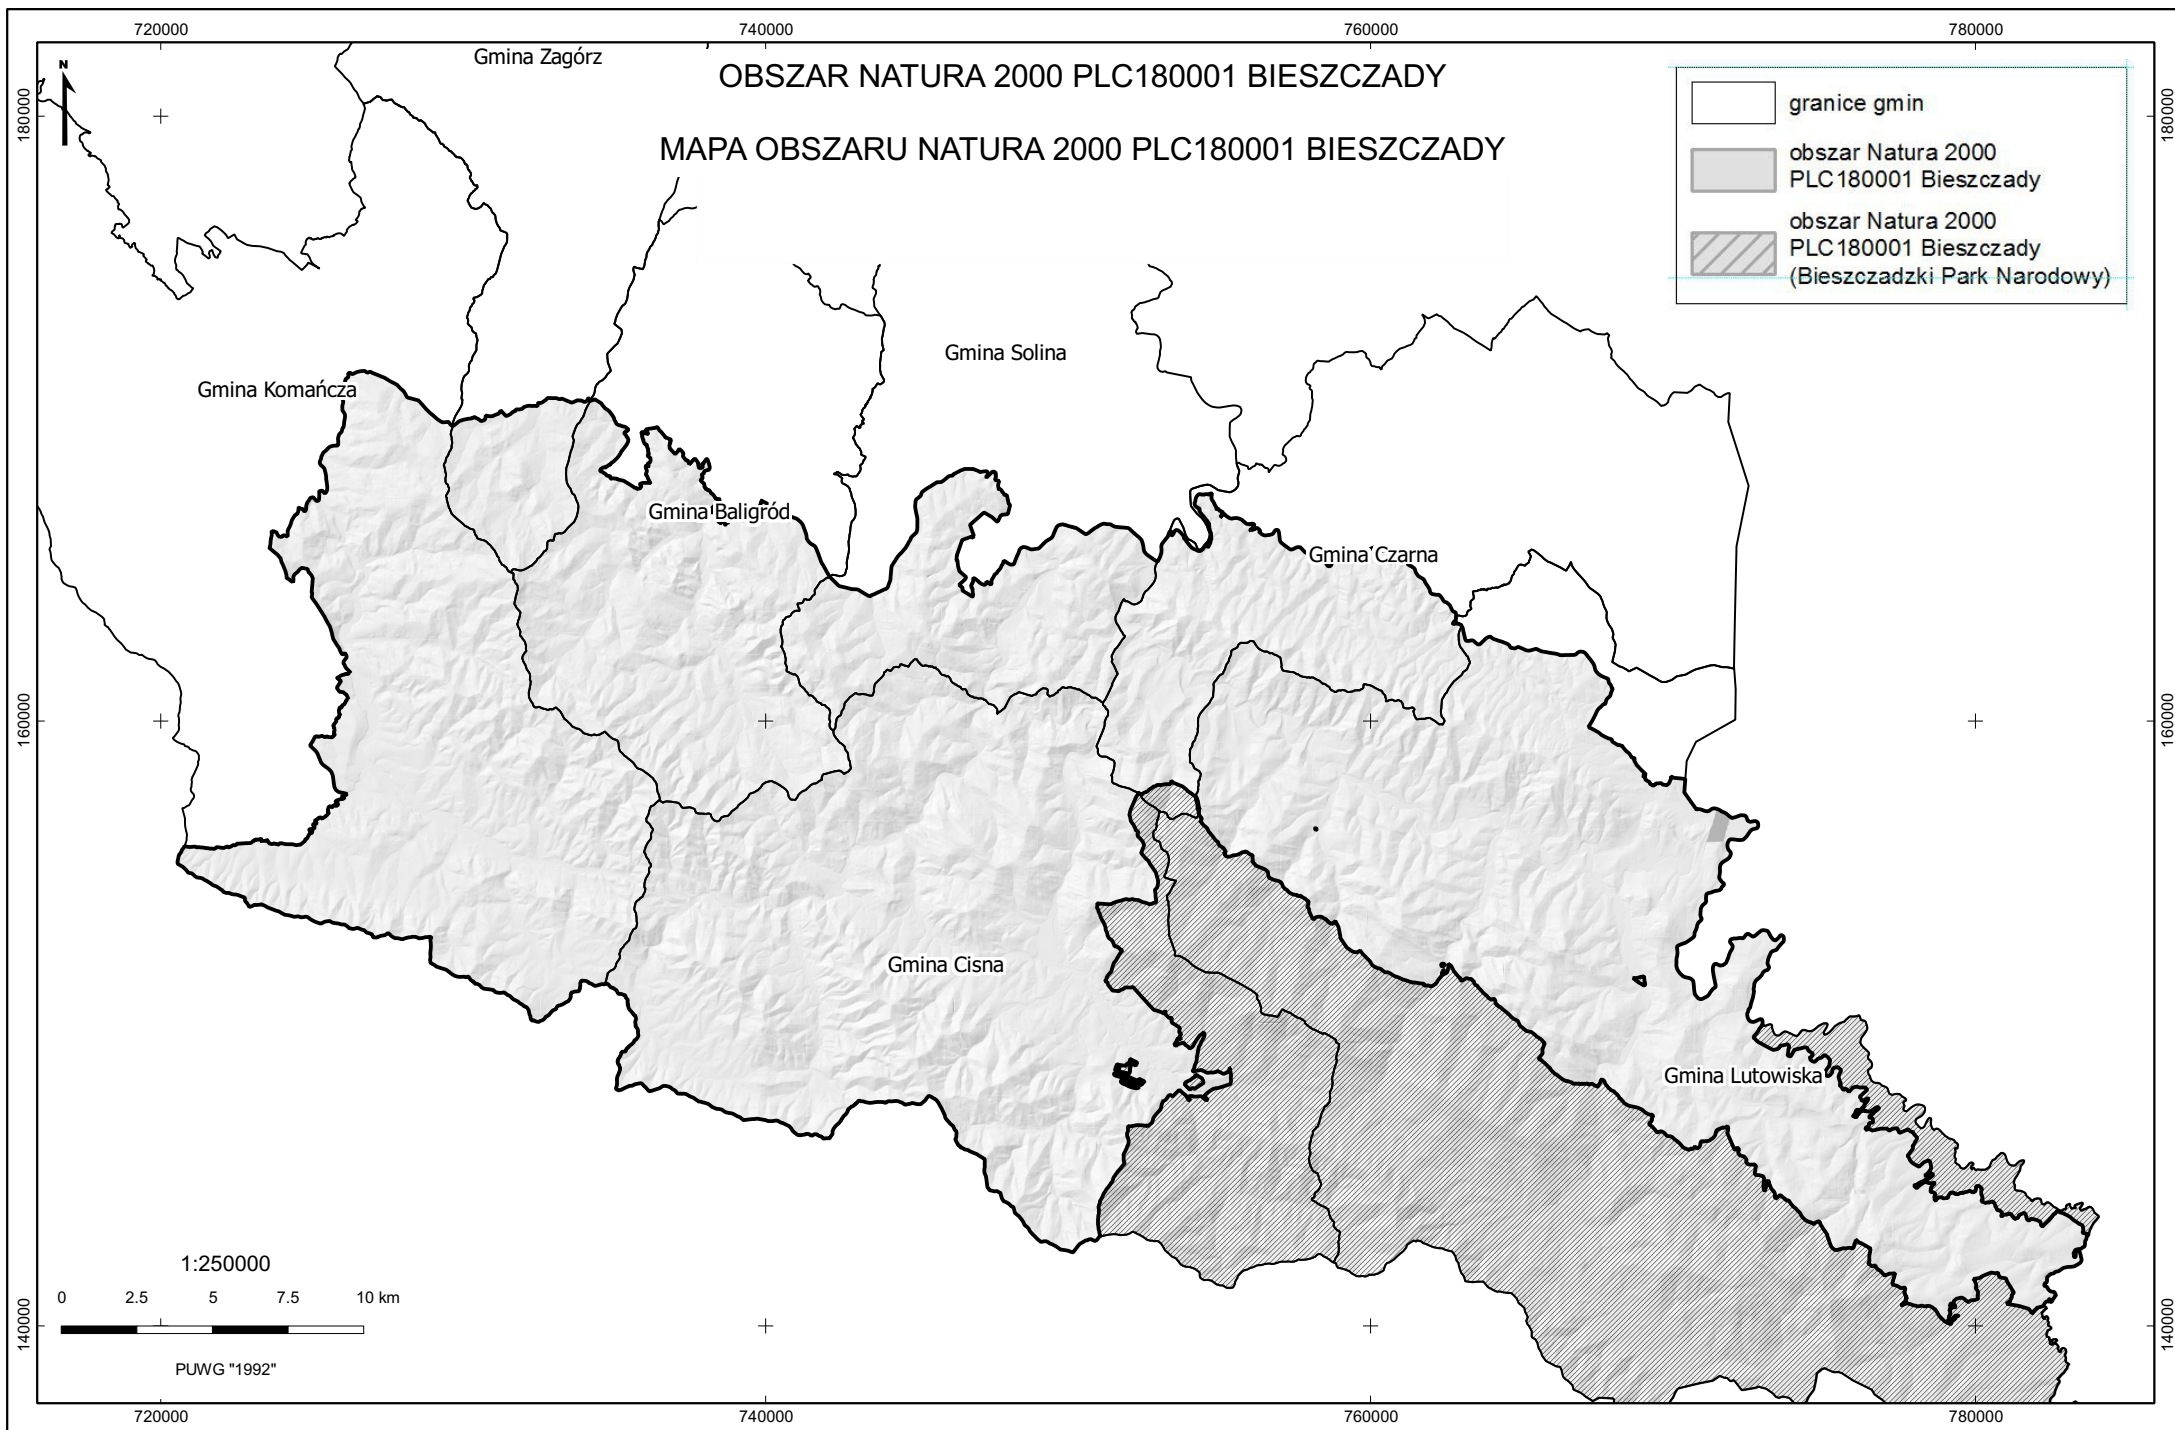 720000
740000
760000
780000
Gmina Zagórz
N
OBSZAR NATURA 2000 PLC180001 BIESZCZADY
MAPA OBSZARU NATURA 2000 PLC180001 BIESZCZADY
granice gmin
obszar Natura 2000
PLC180001 Bieszczady
obszar Natura 2000
PLC180001 Bieszczady
(Bieszczadzki Park Narodowy)
180000
180000
Gmina Solina
Gmina Komańcza
Gmina Baligród
Gmina Czarna
160000
160000
Gmina Cisna
Gmina Lutowiska
1:250000
0
2.5
5
7.5
10 km
PUWG "1992"
140000
140000
720000
740000
760000
780000